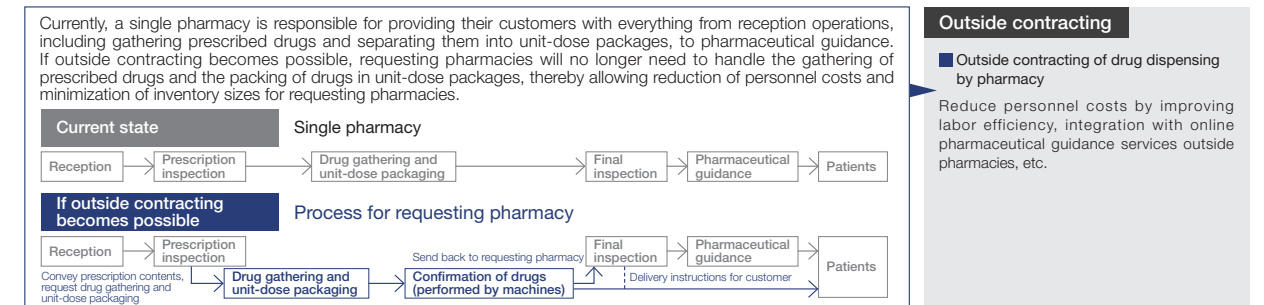 Currently, a single pharmacy is responsible for providing their customers with everything from reception operations,
including gathering prescribed drugs and separating them into unit-dose packages, to pharmaceutical guidance.
If outside contracting becomes possible, requesting pharmacies will no longer need to handle the gathering of
prescribed drugs and the packing of drugs in unit-dose packages, thereby allowing reduction of personnel costs and
minimization of inventory sizes for requesting pharmacies.
Current state
Single pharmacy
Reception
Prescription
inspection
Drug gathering and
unit-dose packaging
Final
inspection
Pharmaceutical
guidance
Patients
If outside contracting
becomes possible
Process for requesting pharmacy
Reception
Prescription
inspection
Convey prescription contents,
request drug gathering and
unit-dose packaging
Drug gathering and
unit-dose packaging
Confirmation of drugs
(performed by machines)
Send back to requesting pharmacy
Final
inspection
Pharmaceutical
guidance
Delivery instructions for customer
Patients
Outside contracting
Outside contracting of drug dispensing
by pharmacy
Reduce personnel costs by improving
labor efficiency, integration with online
pharmaceutical guidance services outside
pharmacies, etc.